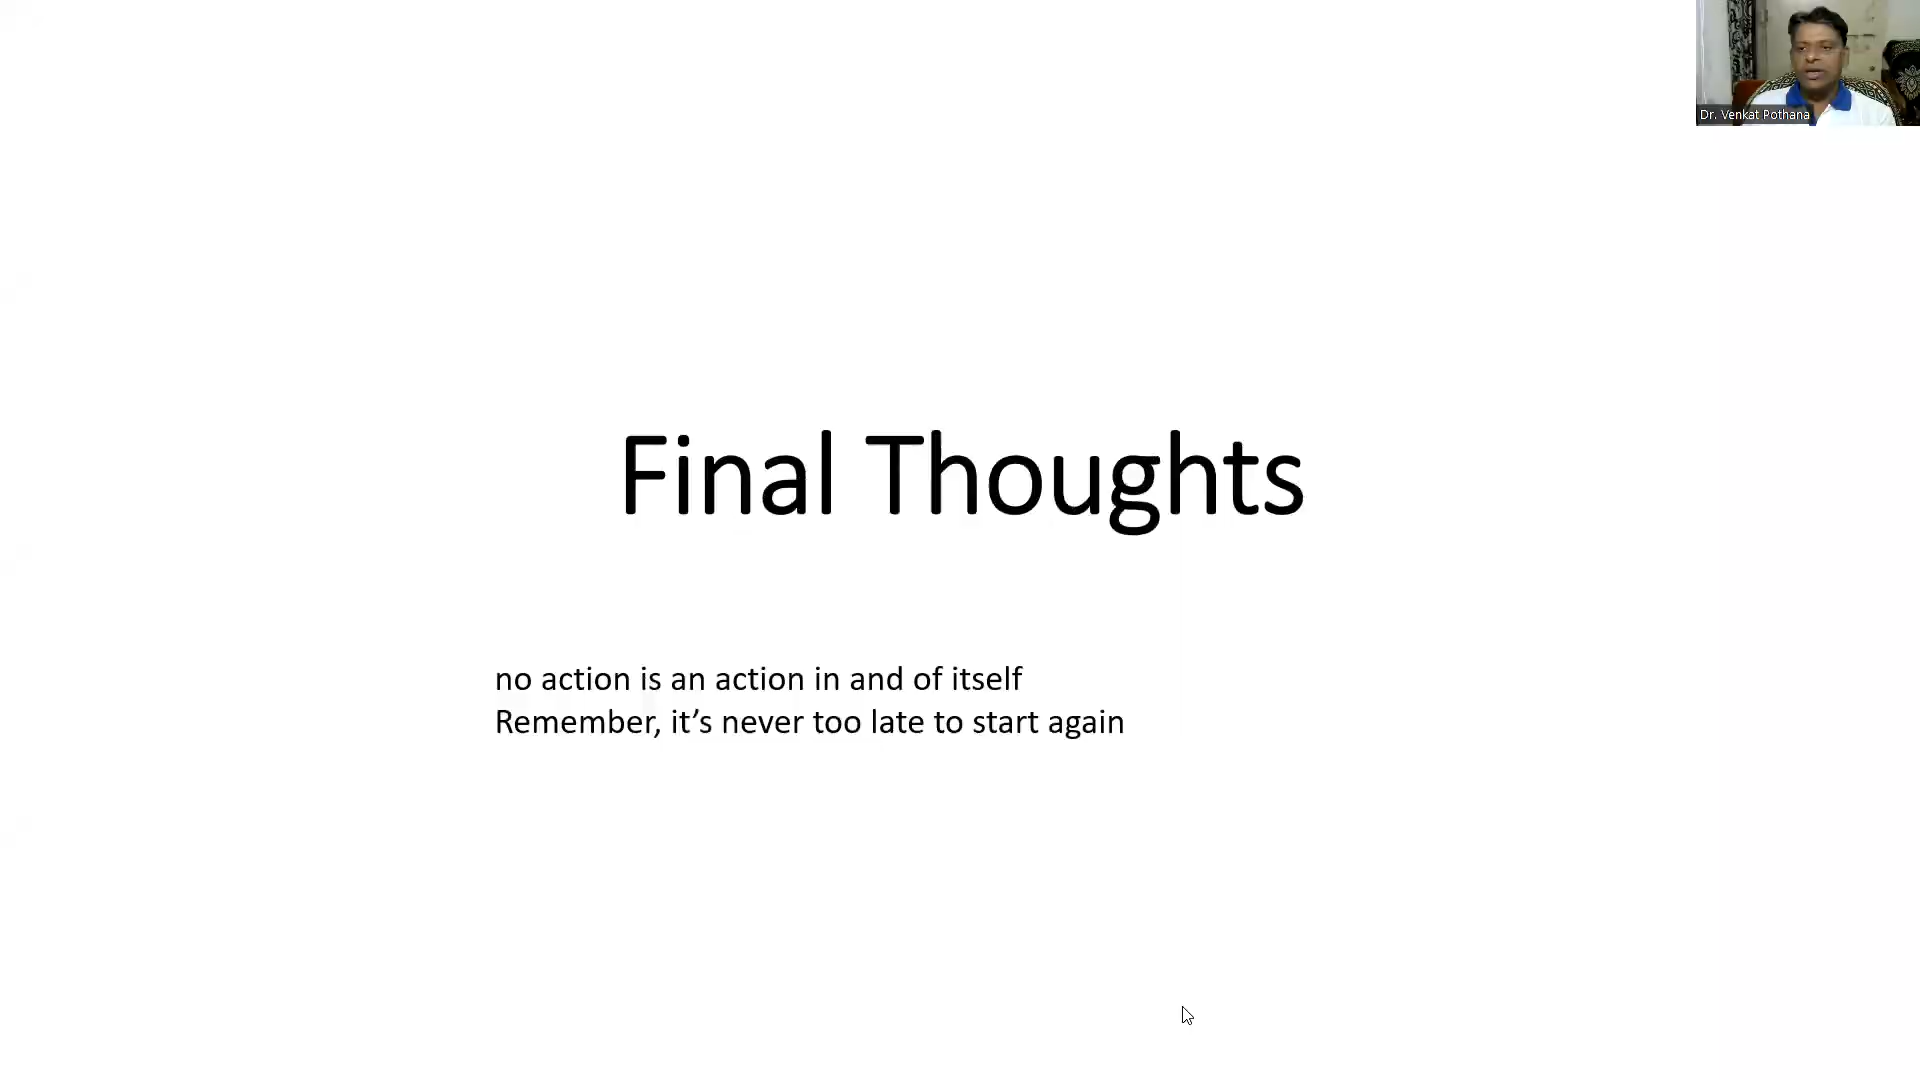 Dr. Venkat Pothana
Final Thoughts
no action is an action in and of itself
Remember, it’s never too late to start again